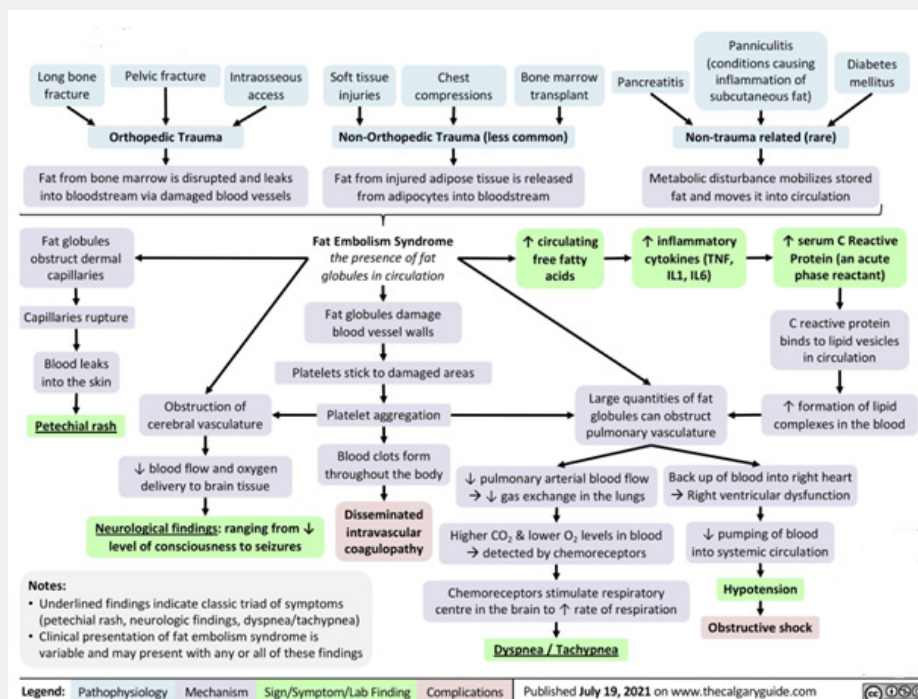 Long bone
fracture
Pelvic fracture
Intraosseous
access
Orthopedic Trauma
Fat from bone marrow is disrupted and leaks
into bloodstream via damaged blood vessels
Soft tissue
injuries
Chest
compressions
Bone marrow
transplant
Non-Orthopedic Trauma (less common)
Fat from injured adipose tissue is released
from adipocytes into bloodstream
Pancreatitis
Panniculitis
(conditions causing
inflammation of
subcutaneous fat)
Diabetes
mellitus
Non-trauma related (rare)
Metabolic disturbance mobilizes stored
fat and moves it into circulation
Fat globules
obstruct dermal
capillaries
Capillaries rupture
Blood leaks
into the skin
Petechial rash
Fat Embolism Syndrome
the presence of fat
globules in circulation
↑ circulating
free fatty
acids
↑ inflammatory
cytokines (TNF,
IL1, IL6)
↑ serum C Reactive
Protein (an acute
phase reactant)
C reactive protein
binds to lipid vesicles
in circulation
↑ formation of lipid
complexes in the blood
Fat globules damage
blood vessel walls
Platelets stick to damaged areas
Platelet aggregation
Blood clots form
throughout the body
Disseminated
intravascular
coagulopathy
Obstruction of
cerebral vasculature
↓ blood flow and oxygen
delivery to brain tissue
Neurological findings: ranging from ↓
level of consciousness to seizures
Large quantities of fat
globules can obstruct
pulmonary vasculature
↓ pulmonary arterial blood flow
→ ↓ gas exchange in the lungs
Higher CO₂ & lower O₂ levels in blood
→ detected by chemoreceptors
Chemoreceptors stimulate respiratory
centre in the brain to ↑ rate of respiration
Dyspnea / Tachypnea
Back up of blood into right heart
→ Right ventricular dysfunction
↓ pumping of blood
into systemic circulation
Hypotension
Obstructive shock
Notes:
• Underlined findings indicate classic triad of symptoms
(petechial rash, neurologic findings, dyspnea/tachypnea)
• Clinical presentation of fat embolism syndrome is
variable and may present with any or all of these findings
Legend: Pathophysiology Mechanism Sign/Symptom/Lab Finding Complications Published July 19, 2021 on www.thecalgaryguide.com